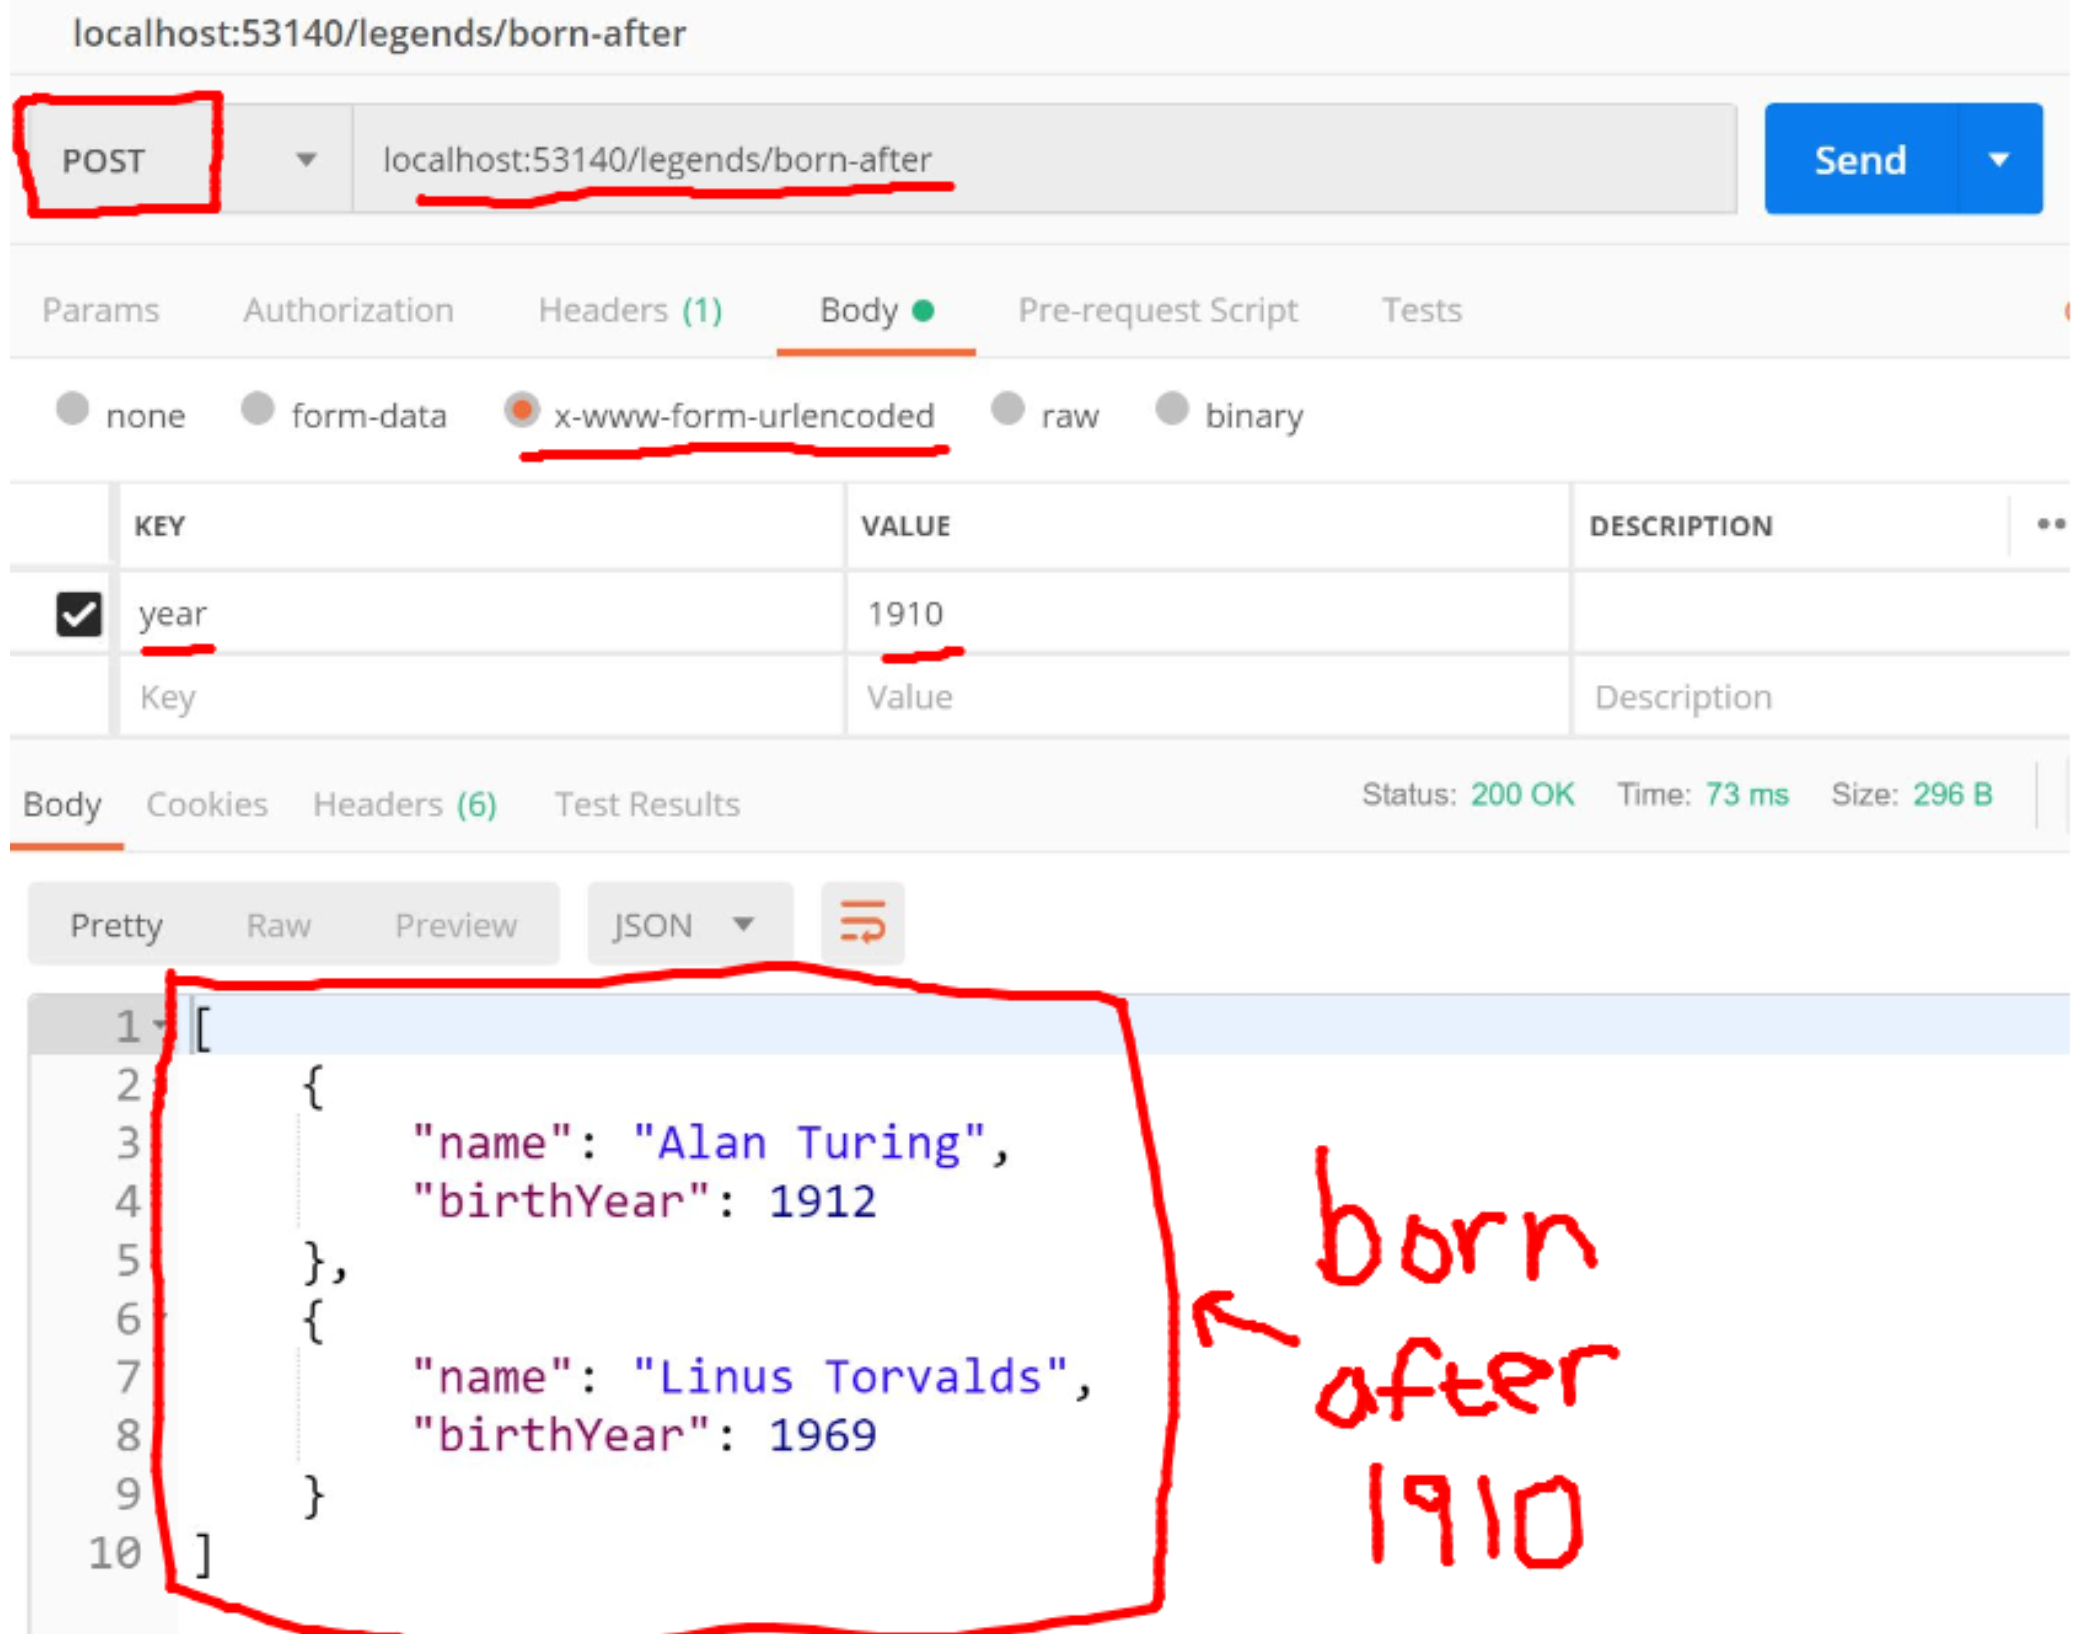 localhost:53140/legends/born-after
POST localhost:53140/legends/born-after Send
Params Authorization Headers (1) Body Pre-request Script Tests
none form-data x-www-form-urlencoded raw binary
KEY VALUE DESCRIPTION
year 1910
Key Value Description
Body Cookies Headers (6) Test Results Status: 200 OK Time: 73 ms Size: 296 B
Pretty Raw Preview JSON
1 [
2 {
3 "name": "Alan Turing",
4 "birthYear": 1912
5 },
6 {
7 "name": "Linus Torvalds",
8 "birthYear": 1969
9 }
10 ]
born
after
1910